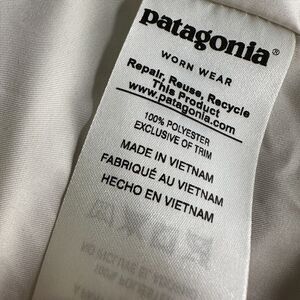 patagonia
WORN WEAR
Repair, Reuse, Recycle
This Product
www.patagonia.com
100% POLYESTER
EXCLUSIVE OF TRIM
MADE IN VIETNAM
FABRIQUÉ AU VIETNAM
HECHO EN VIETNAM